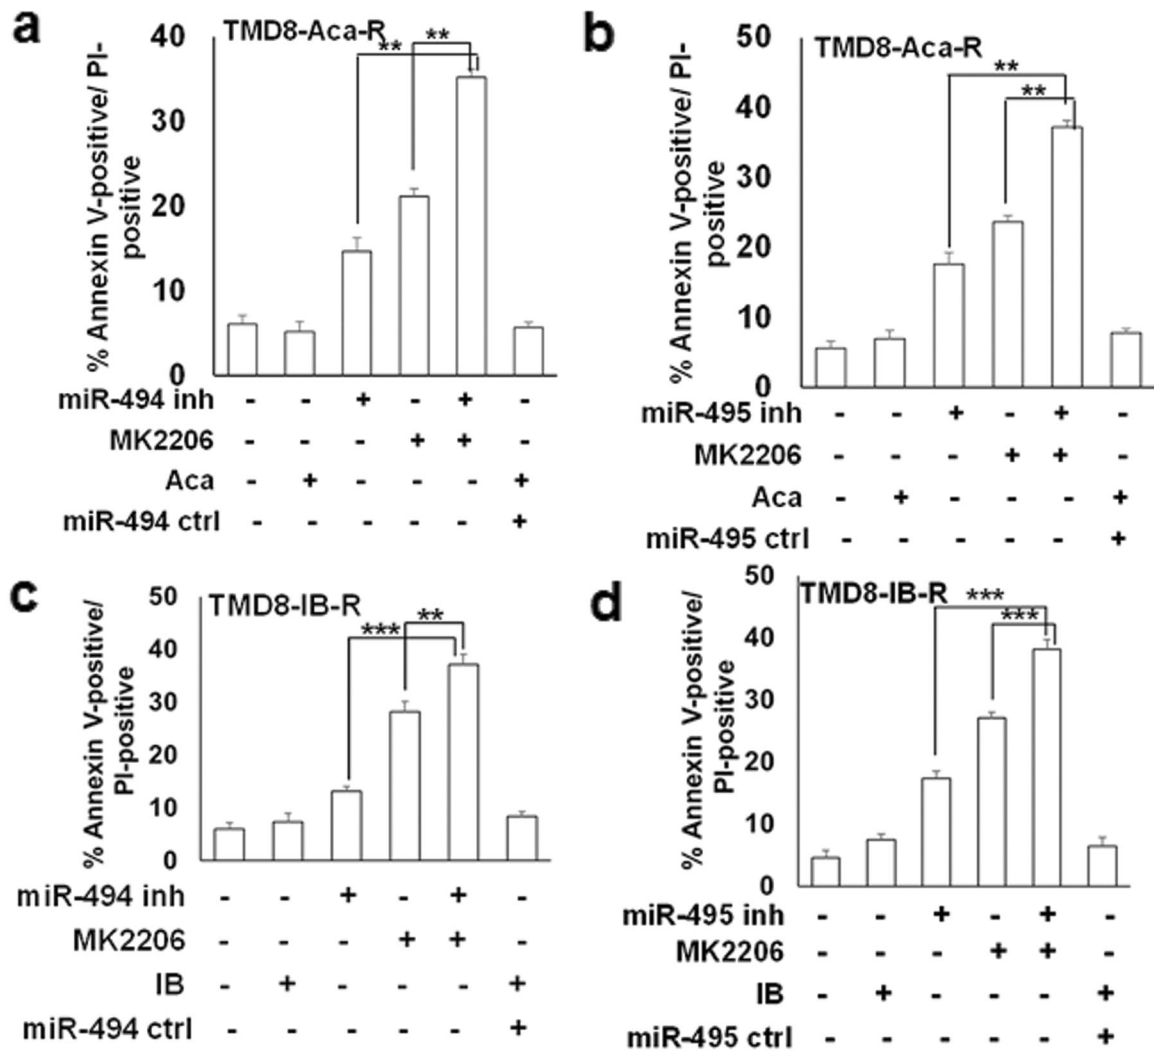 a
TMD8-Aca-R
% Annexin V-positive/ PI-
positive
40
30
20
10
0
** **
miR-494 inh - - + - + -
MK2206 - - - + + -
Aca - + - - - +
miR-494 ctrl - - - - - +
b
TMD8-Aca-R
% Annexin V-positive/ PI-
positive
50
40
30
20
10
0
**
**
miR-495 inh - - + - + -
MK2206 - - - + + -
Aca - + - - - +
miR-495 ctrl - - - - - +
c
TMD8-IB-R
% Annexin V-positive/
PI-positive
50
40
30
20
10
0
**
***
miR-494 inh - - + - + -
MK2206 - - - + + -
IB - + - - - +
miR-494 ctrl - - - - - +
d
TMD8-IB-R
% Annexin V-positive/
PI-positive
50
40
30
20
10
0
***
***
miR-495 inh - - + - + -
MK2206 - - - + + -
IB - + - - - +
miR-495 ctrl - - - - - +